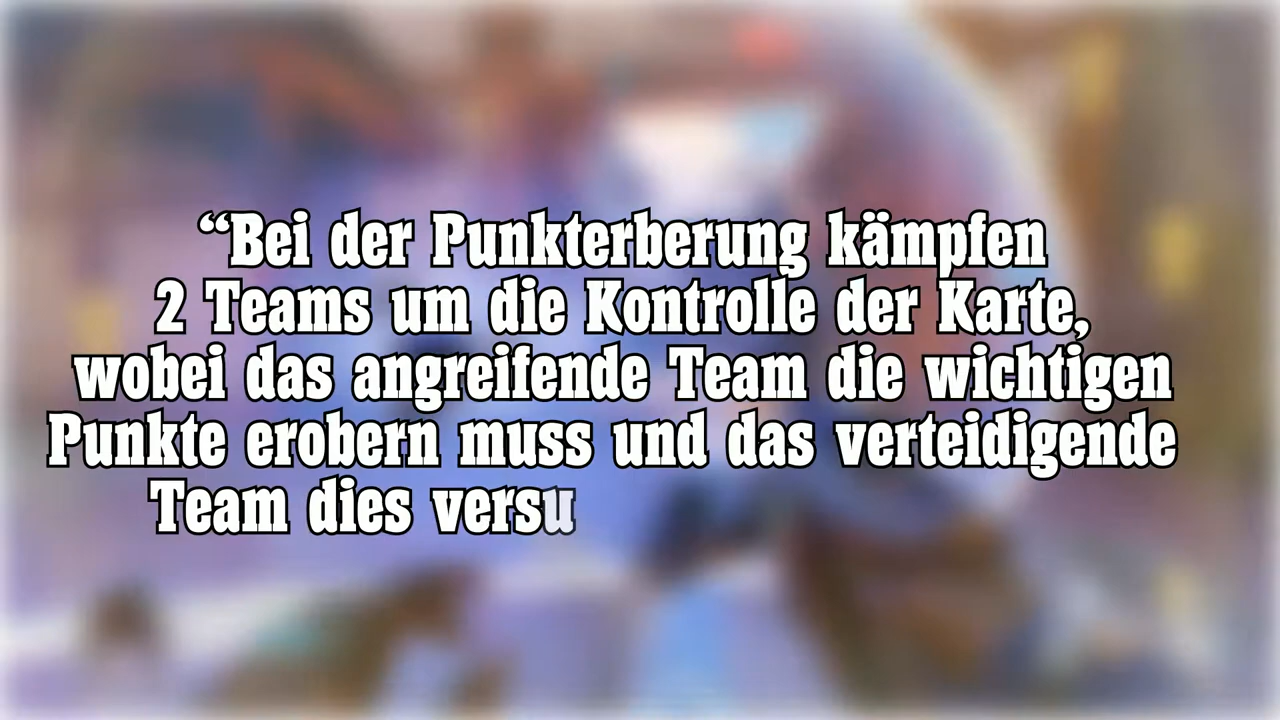 “Bei der Punkterberung kämpfen
2 Teams um die Kontrolle der Karte,
wobei das angreifende Team die wichtigen
Punkte erobern muss und das verteidigende
Team dies versu